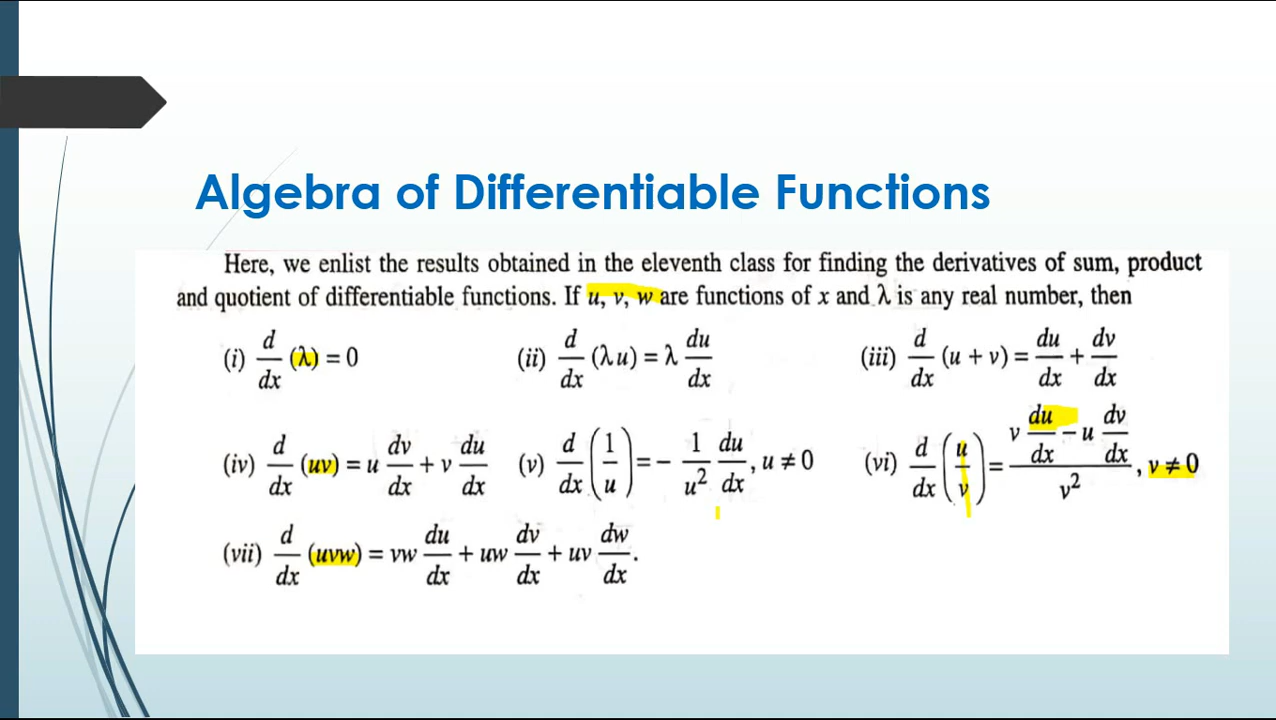 Algebra of Differentiable Functions
Here, we enlist the results obtained in the eleventh class for finding the derivatives of sum, product
and quotient of differentiable functions. If u, v, w are functions of x and λ is any real number, then
(i) d/dx (λ) = 0 (ii) d/dx (λu) = λ du/dx (iii) d/dx (u + v) = du/dx + dv/dx
(iv) d/dx (uv) = u dv/dx + v du/dx (v) d/dx (1/u) = − 1/u² du/dx , u ≠ 0 (vi) d/dx (u/v) = (v du/dx − u dv/dx)/v² , v ≠ 0
(vii) d/dx (uvw) = vw du/dx + uw dv/dx + uv dw/dx .